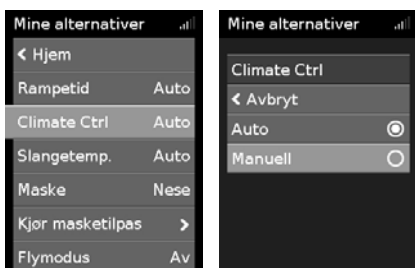 Mine alternativer
< Hjem
Rampetid Auto
Climate Ctrl Auto
Slangetemp. Auto
Maske Nese
Kjør masketilpas >
Flymodus Av
Mine alternativer
Climate Ctrl
< Avbryt
Auto
Manuell